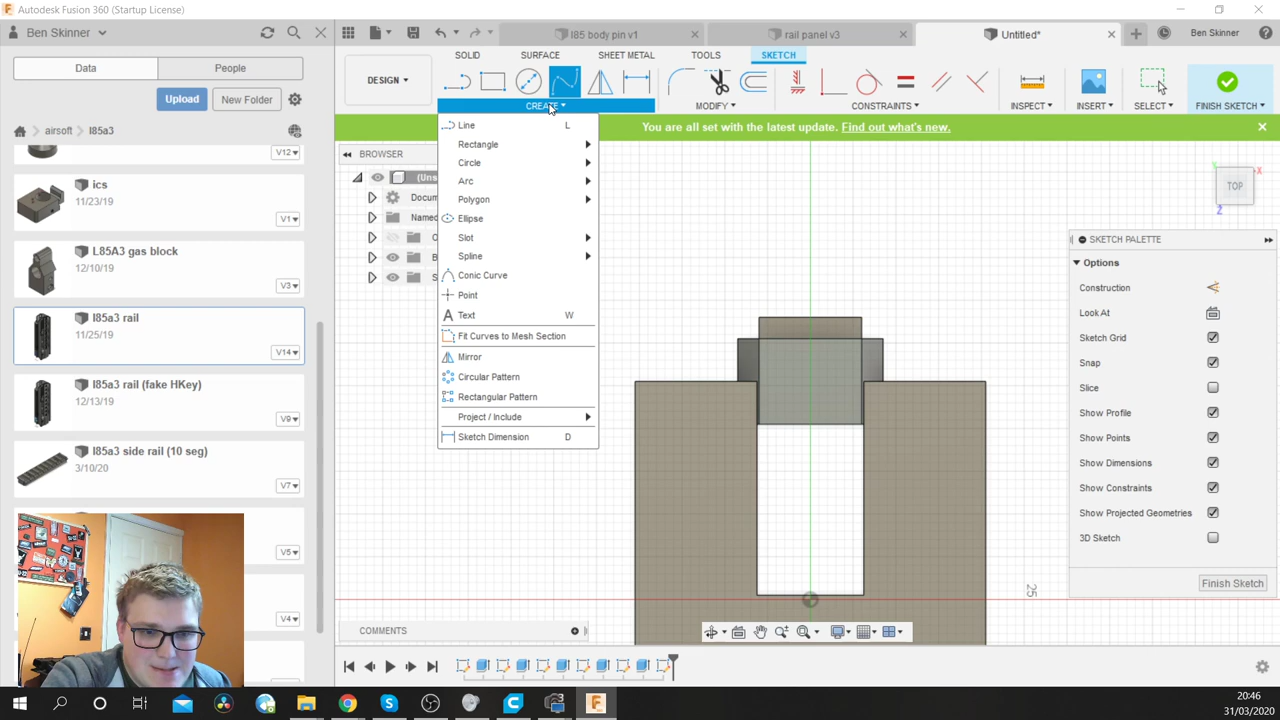 Autodesk Fusion 360 (Startup License)
Ben Skinner
l85 body pin v1
rail panel v3
Untitled*
Ben Skinner
People
Upload
New Folder
airsoft
l85a3
V12
ics
11/23/19
V1
L85A3 gas block
12/10/19
V3
l85a3 rail
11/25/19
V14
l85a3 rail (fake HKey)
12/13/19
V9
l85a3 side rail (10 seg)
3/10/20
V7
V5
V4
DESIGN
SOLID
SURFACE
SHEET METAL
TOOLS
SKETCH
CREATE
MODIFY
CONSTRAINTS
INSPECT
INSERT
SELECT
FINISH SKETCH
You are all set with the latest update. Find out what's new.
BROWSER
(Uns
Docum
Named
O
B
S
Line L
Rectangle
Circle
Arc
Polygon
Ellipse
Slot
Spline
Conic Curve
Point
Text W
Fit Curves to Mesh Section
Mirror
Circular Pattern
Rectangular Pattern
Project / Include
Sketch Dimension D
TOP
X
Z
SKETCH PALETTE
Options
Construction
Look At
Sketch Grid
Snap
Slice
Show Profile
Show Points
Show Dimensions
Show Constraints
Show Projected Geometries
3D Sketch
Finish Sketch
25
COMMENTS
20:46
31/03/2020